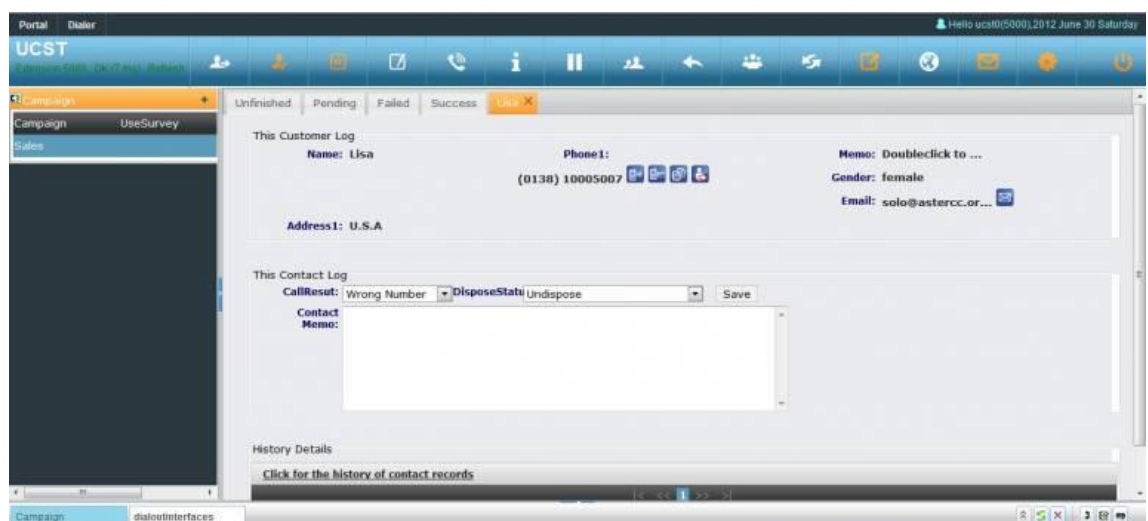 Portal Dialer
Hello ucst0(5000),2012 June 30 Saturday
UCST
Campaign
Unfinished Pending Failed Success Lisa
Campaign UseSurvey
Sales
This Customer Log
Name: Lisa Phone1: Memo: Doubleclick to ...
(0138) 10005007
Gender: female
Email: solo@astercc.or...
Address1: U.S.A
This Contact Log
CallResut: Wrong Number DisposeStatu Undispose Save
Contact
Memo:
History Details
Click for the history of contact records
|< << 1 >> >|
Campaign dialoutinterfaces